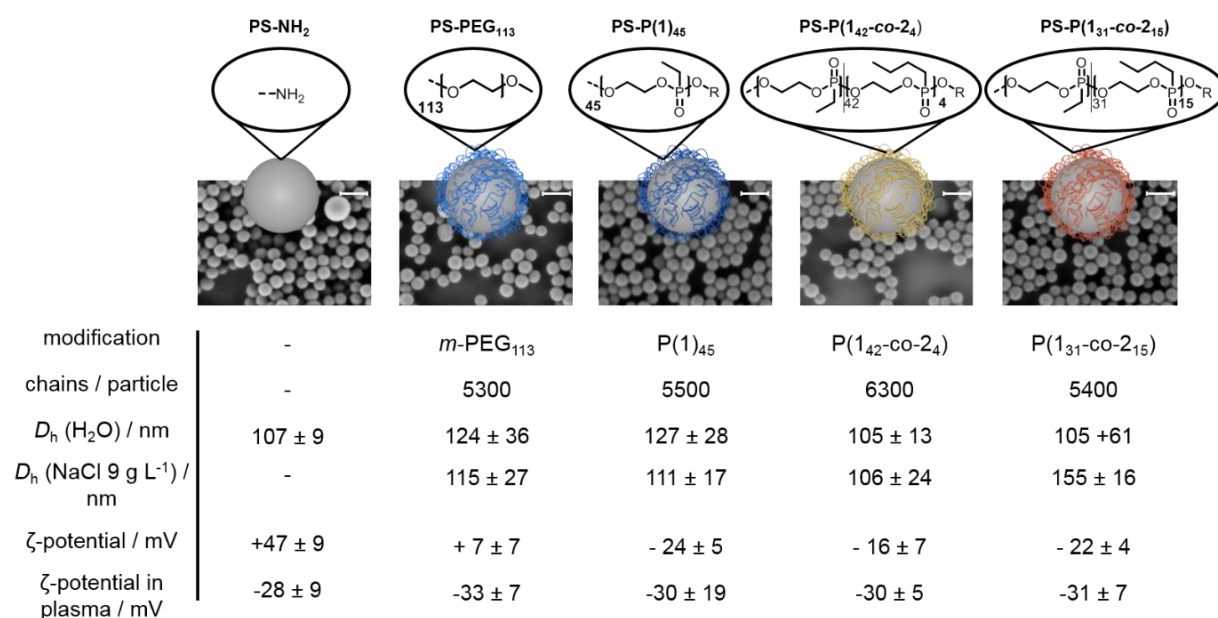 PS-NH₂ PS-PEG₁₁₃ PS-P(1)₄₅ PS-P(1₄₂-co-2₄) PS-P(1₃₁-co-2₁₅)
--NH₂
113 O O
45 O O P O O-R
O O P O 42 O O P O 4 O-R
O O P O 31 O O P O 15 O-R
modification - m-PEG₁₁₃ P(1)₄₅ P(1₄₂-co-2₄) P(1₃₁-co-2₁₅)
chains / particle - 5300 5500 6300 5400
Dₕ (H₂O) / nm 107 ± 9 124 ± 36 127 ± 28 105 ± 13 105 +61
Dₕ (NaCl 9 g L⁻¹) / - 115 ± 27 111 ± 17 106 ± 24 155 ± 16
nm
ζ-potential / mV +47 ± 9 + 7 ± 7 - 24 ± 5 - 16 ± 7 - 22 ± 4
ζ-potential in -28 ± 9 -33 ± 7 -30 ± 19 -30 ± 5 -31 ± 7
plasma / mV